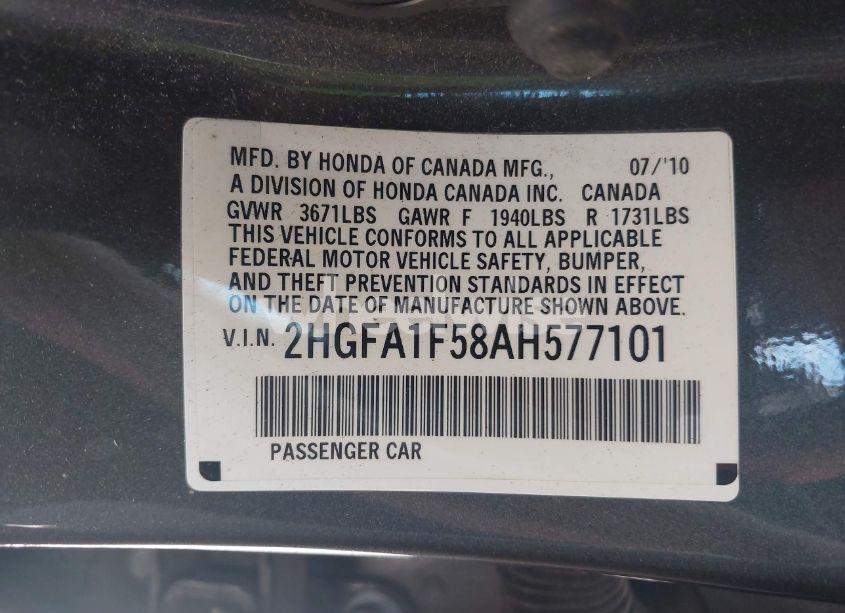 MFD. BY HONDA OF CANADA MFG., 07/'10
A DIVISION OF HONDA CANADA INC. CANADA
GVWR 3671LBS GAWR F 1940LBS R 1731LBS
THIS VEHICLE CONFORMS TO ALL APPLICABLE
FEDERAL MOTOR VEHICLE SAFETY, BUMPER,
AND THEFT PREVENTION STANDARDS IN EFFECT
ON THE DATE OF MANUFACTURE SHOWN ABOVE.
V.I.N. 2HGFA1F58AH577101
PASSENGER CAR